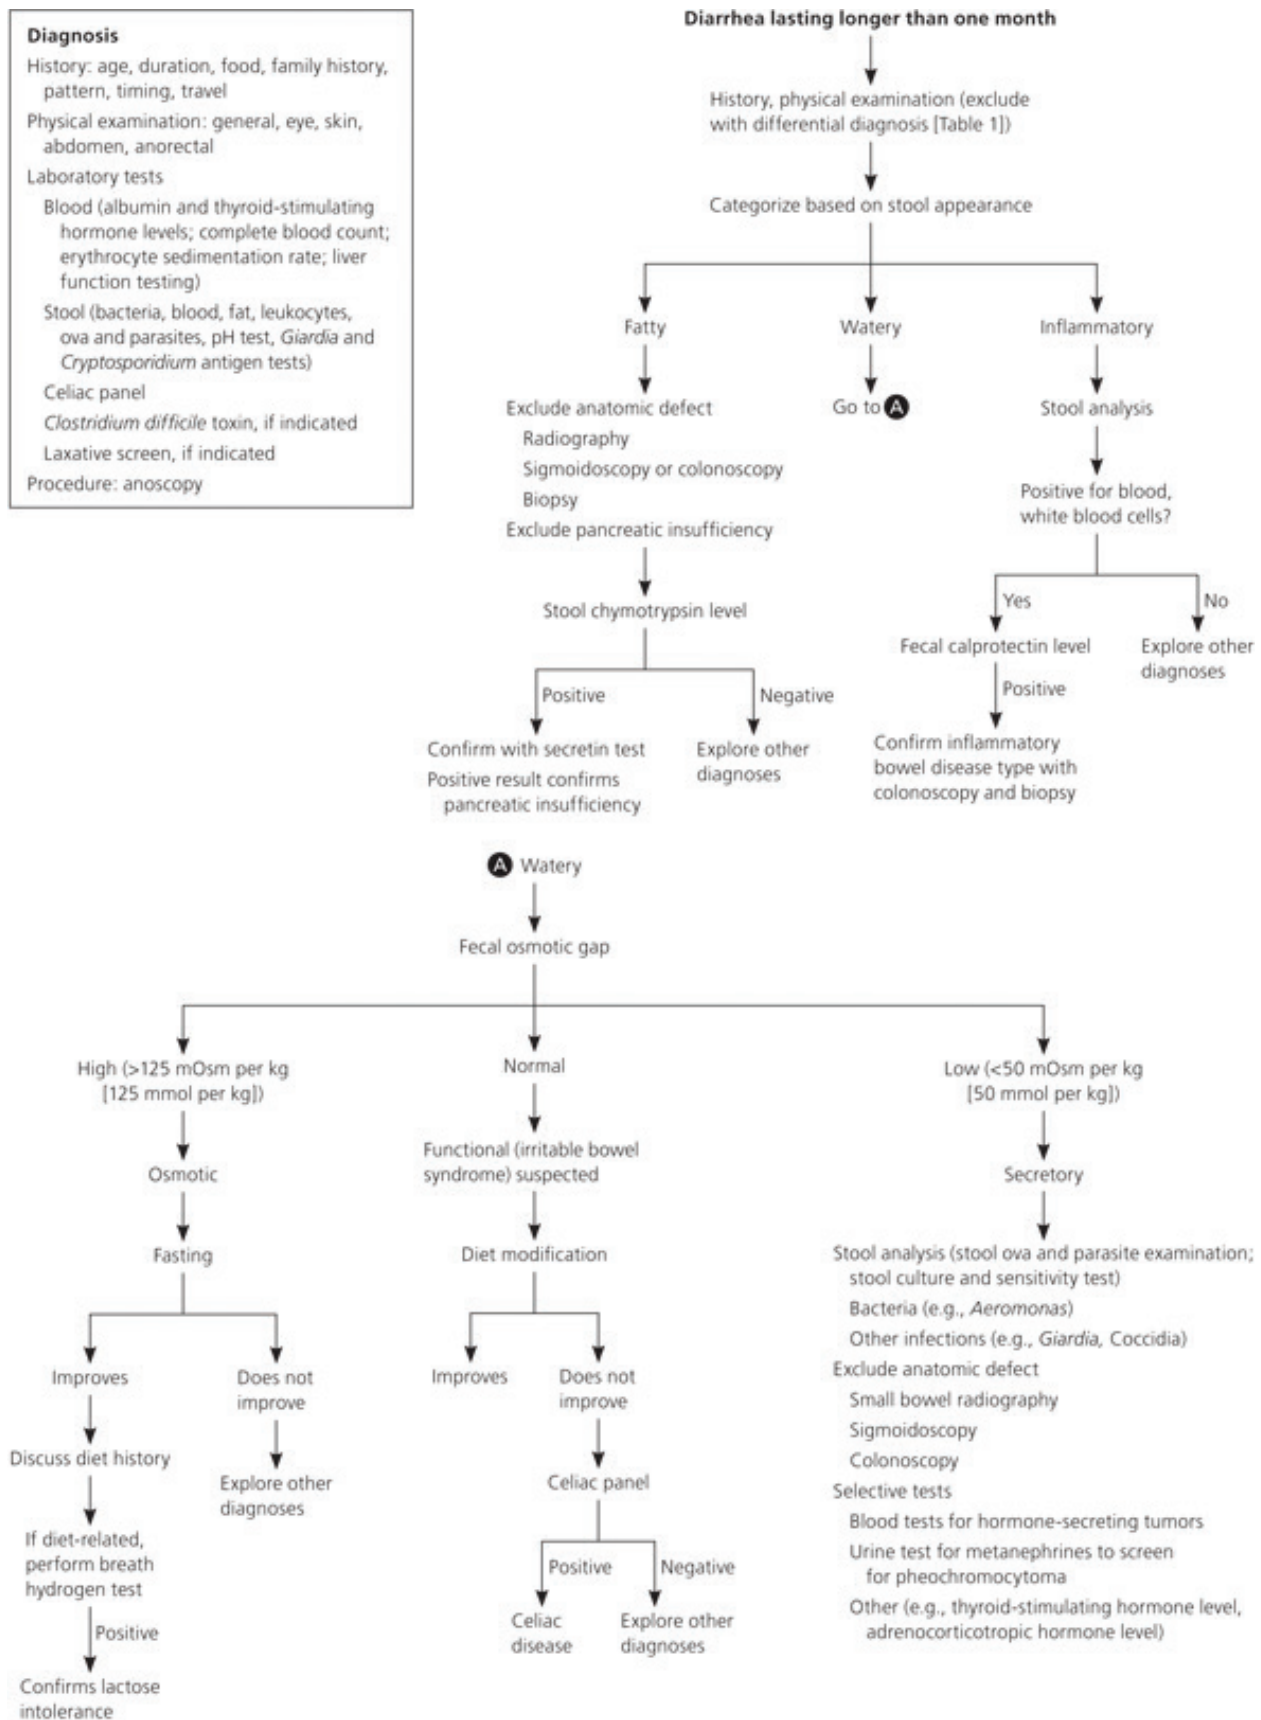 Diagnosis
History: age, duration, food, family history,
pattern, timing, travel
Physical examination: general, eye, skin,
abdomen, anorectal
Laboratory tests
Blood (albumin and thyroid-stimulating
hormone levels; complete blood count;
erythrocyte sedimentation rate; liver
function testing)
Stool (bacteria, blood, fat, leukocytes,
ova and parasites, pH test, Giardia and
Cryptosporidium antigen tests)
Celiac panel
Clostridium difficile toxin, if indicated
Laxative screen, if indicated
Procedure: anoscopy
Diarrhea lasting longer than one month
History, physical examination (exclude
with differential diagnosis [Table 1])
Categorize based on stool appearance
Fatty
Watery
Inflammatory
Exclude anatomic defect
Radiography
Sigmoidoscopy or colonoscopy
Biopsy
Exclude pancreatic insufficiency
Go to A
Stool analysis
Positive for blood,
white blood cells?
Stool chymotrypsin level
Yes
No
Fecal calprotectin level
Explore other
diagnoses
Positive
Negative
Positive
Confirm with secretin test
Positive result confirms
pancreatic insufficiency
Explore other
diagnoses
Confirm inflammatory
bowel disease type with
colonoscopy and biopsy
A Watery
Fecal osmotic gap
High (>125 mOsm per kg
[125 mmol per kg])
Normal
Low (<50 mOsm per kg
[50 mmol per kg])
Osmotic
Functional (irritable bowel
syndrome) suspected
Secretory
Fasting
Diet modification
Stool analysis (stool ova and parasite examination;
stool culture and sensitivity test)
Bacteria (e.g., Aeromonas)
Other infections (e.g., Giardia, Coccidia)
Exclude anatomic defect
Small bowel radiography
Sigmoidoscopy
Colonoscopy
Selective tests
Blood tests for hormone-secreting tumors
Urine test for metanephrines to screen
for pheochromocytoma
Other (e.g., thyroid-stimulating hormone level,
adrenocorticotropic hormone level)
Improves
Does not
improve
Improves
Does not
improve
Discuss diet history
Explore other
diagnoses
Celiac panel
If diet-related,
perform breath
hydrogen test
Positive
Negative
Celiac
disease
Explore other
diagnoses
Positive
Confirms lactose
intolerance